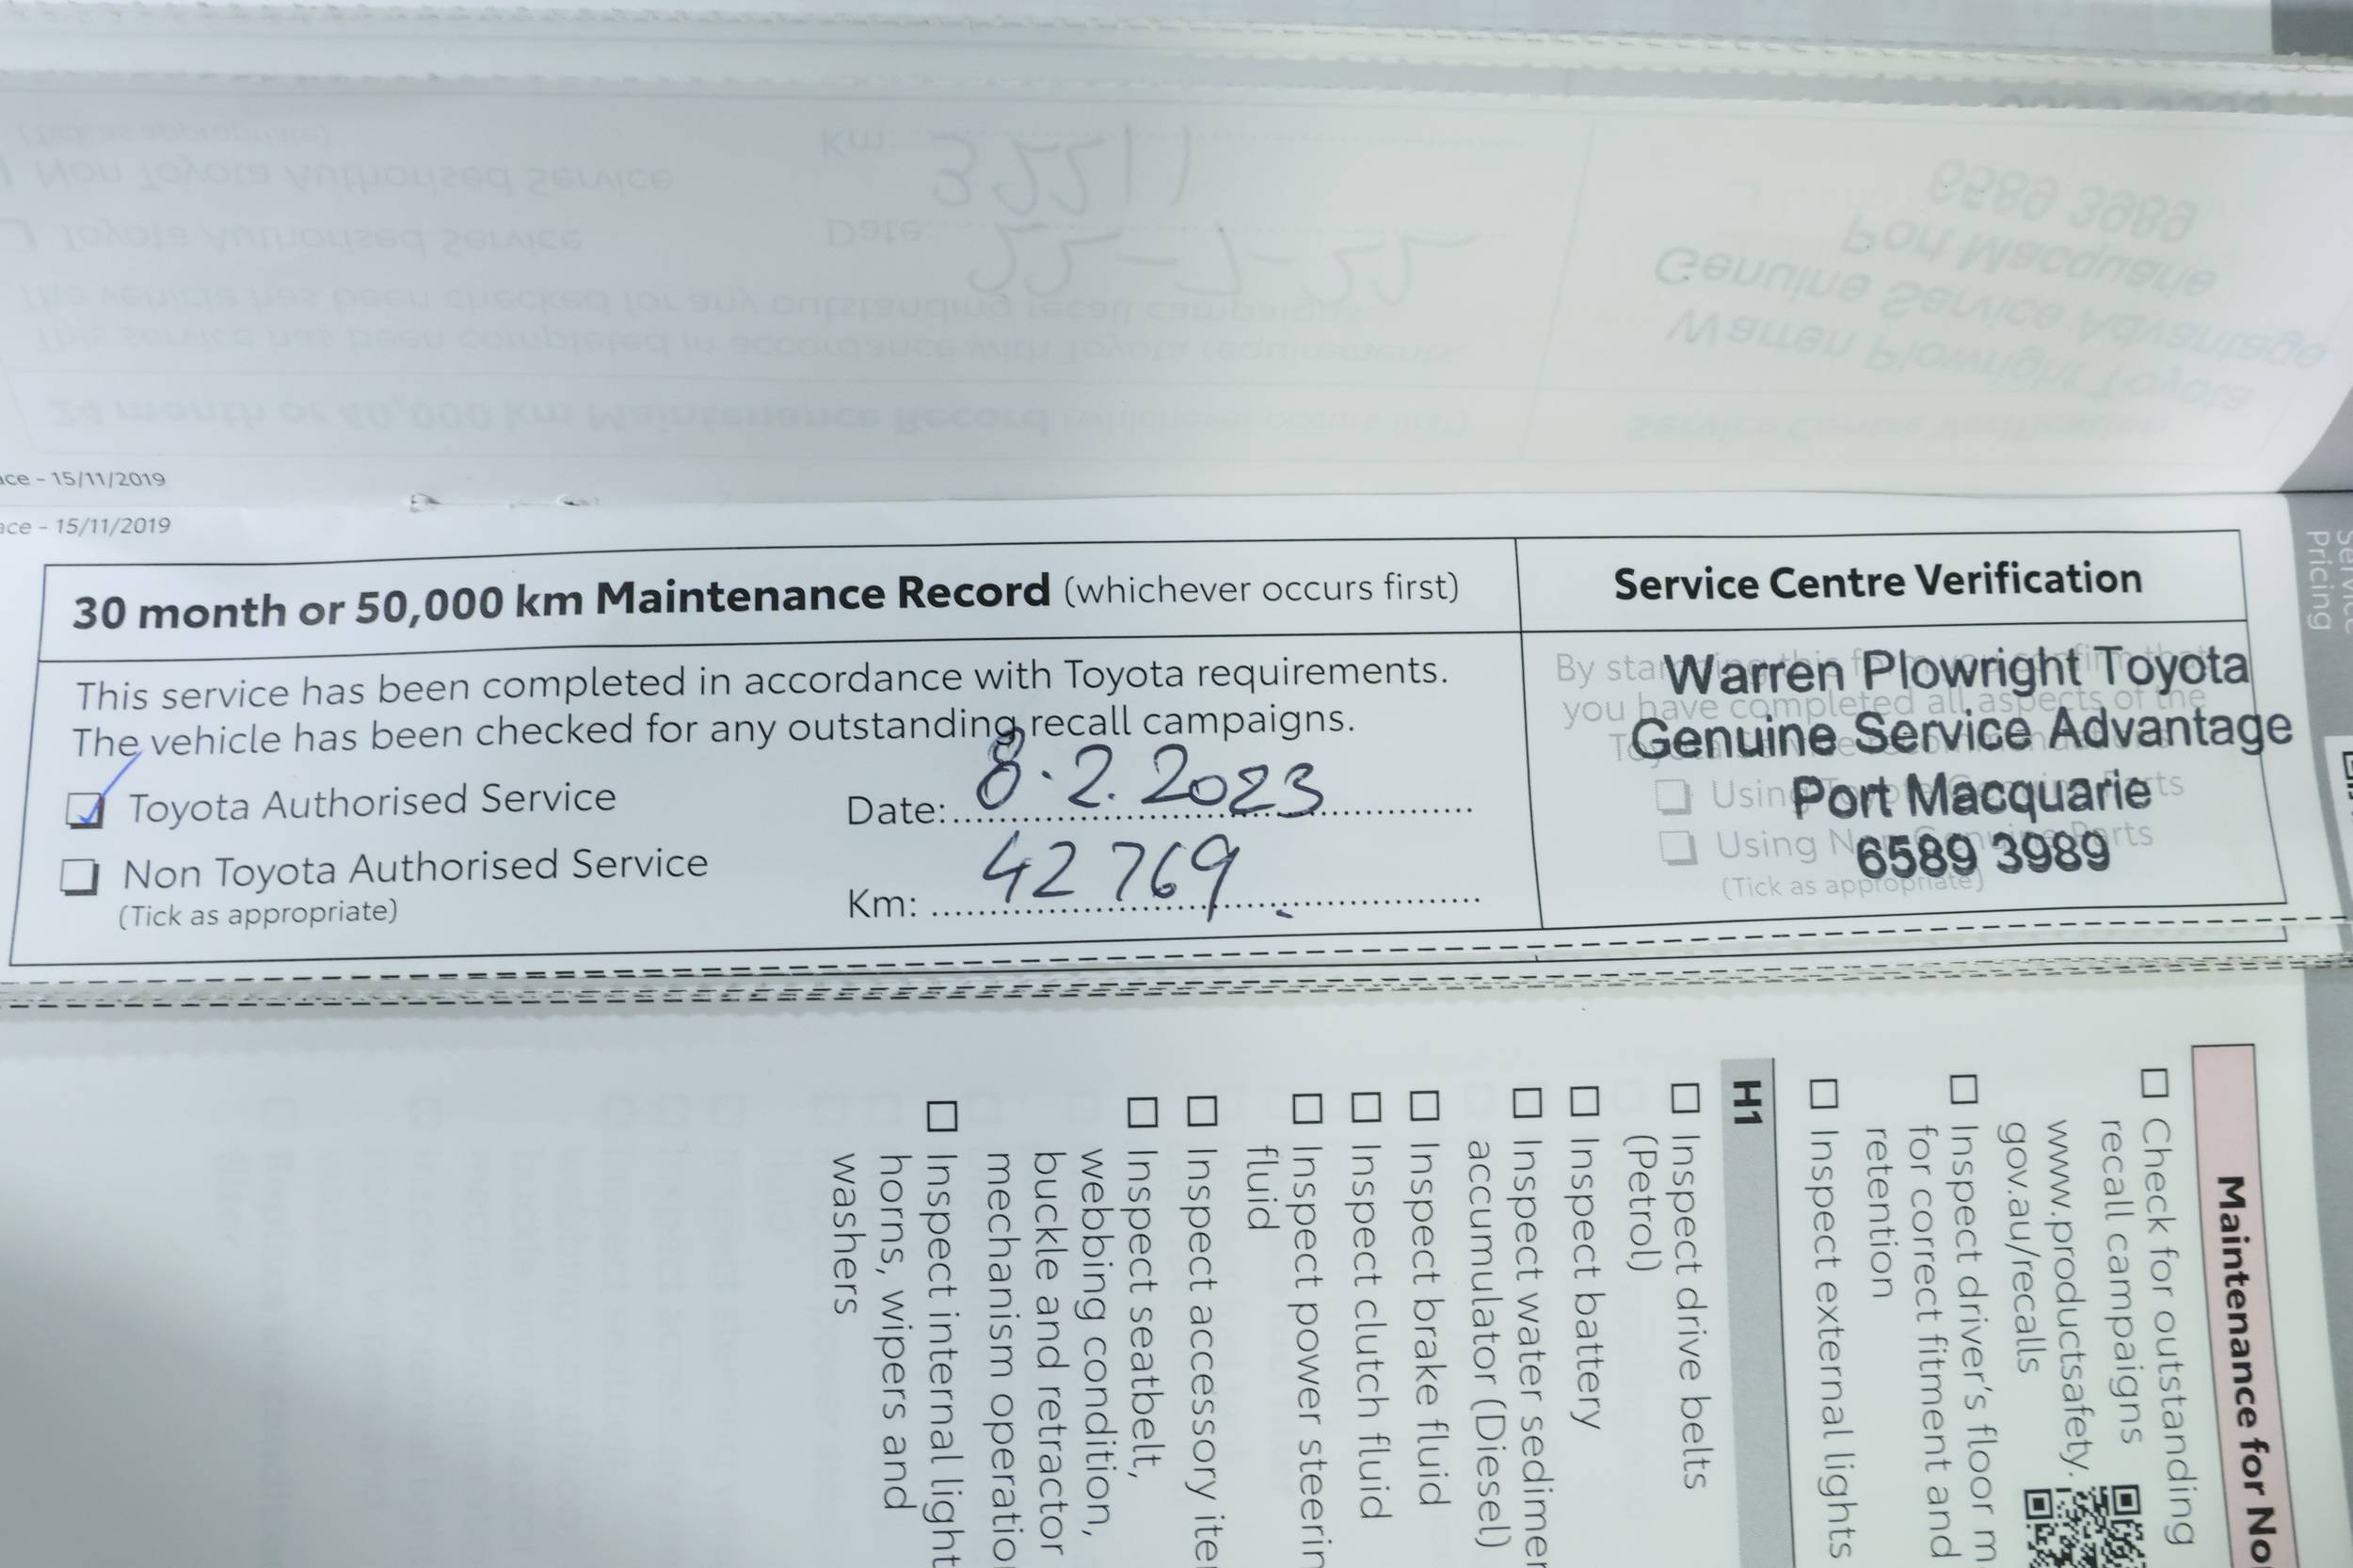 ce - 15/11/2019
ace - 15/11/2019
30 month or 50,000 km Maintenance Record (whichever occurs first)
This service has been completed in accordance with Toyota requirements.
The vehicle has been checked for any outstanding recall campaigns.
Toyota Authorised Service
Non Toyota Authorised Service
(Tick as appropriate)
Date: 8.2.2023
Km: 42769
Service Centre Verification
Warren Plowright Toyota
Genuine Service Advantage
Port Macquarie
6589 3989
Using Genuine Parts
Using Parts
(Tick as appropriate)
Service
Pricing
Maintenance for No
Check for outstanding
recall campaigns
www.productsafety.
gov.au/recalls
Inspect driver's floor m
for correct fitment and
retention
Inspect external lights
H1
Inspect drive belts
(Petrol)
Inspect battery
Inspect water sedimen
accumulator (Diesel)
Inspect brake fluid
Inspect clutch fluid
Inspect power steerin
fluid
Inspect accessory ite
Inspect seatbelt,
webbing condition,
buckle and retractor
mechanism operatio
Inspect internal light
horns, wipers and
washers